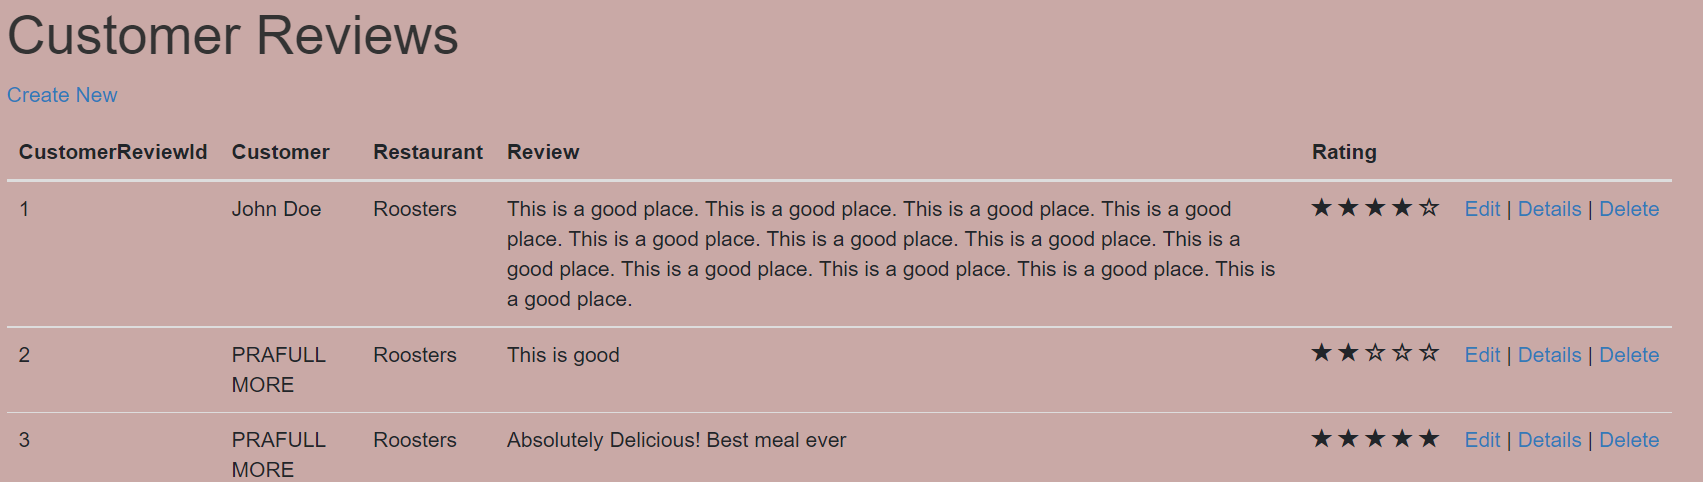 Customer Reviews
Create New
CustomerReviewId Customer Restaurant Review Rating
1 John Doe Roosters This is a good place. This is a good place. This is a good place. This is a good ★★★★☆ Edit | Details | Delete
place. This is a good place. This is a good place. This is a good place. This is a
good place. This is a good place. This is a good place. This is a good place. This is
a good place.
2 PRAFULL Roosters This is good ★★☆☆☆ Edit | Details | Delete
MORE
3 PRAFULL Roosters Absolutely Delicious! Best meal ever ★★★★★ Edit | Details | Delete
MORE